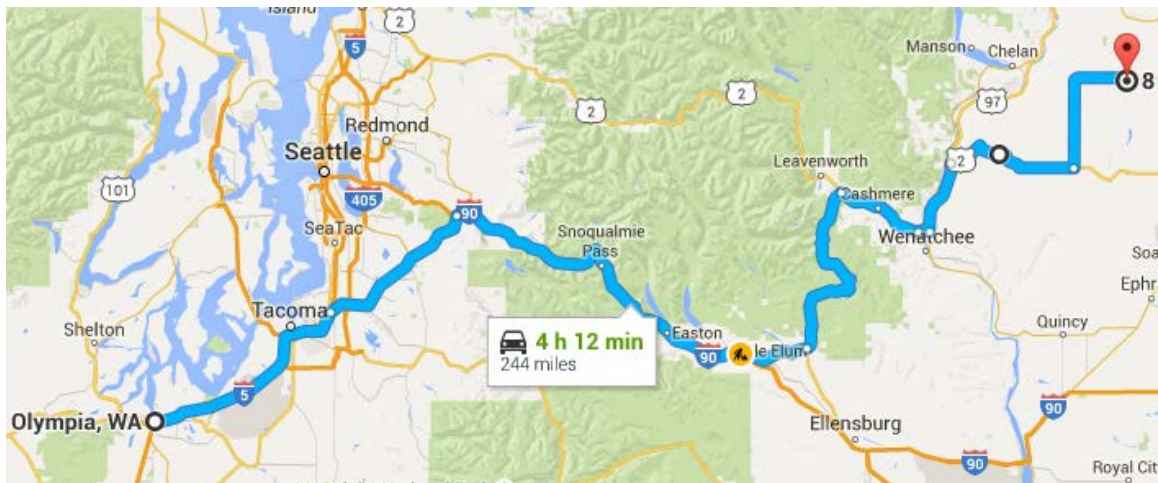 Island
2
5
Manson
Chelan
8
97
2
2
Redmond
Seattle
Leavenworth
101
405
2
Cashmere
90
SeaTac
Wenatchee
Snoqualmie
Pass
Tacoma
Quincy
Shelton
4 h 12 min
244 miles
Easton
90
le Elum
5
90
Olympia, WA
Ellensburg
90
Royal Cit